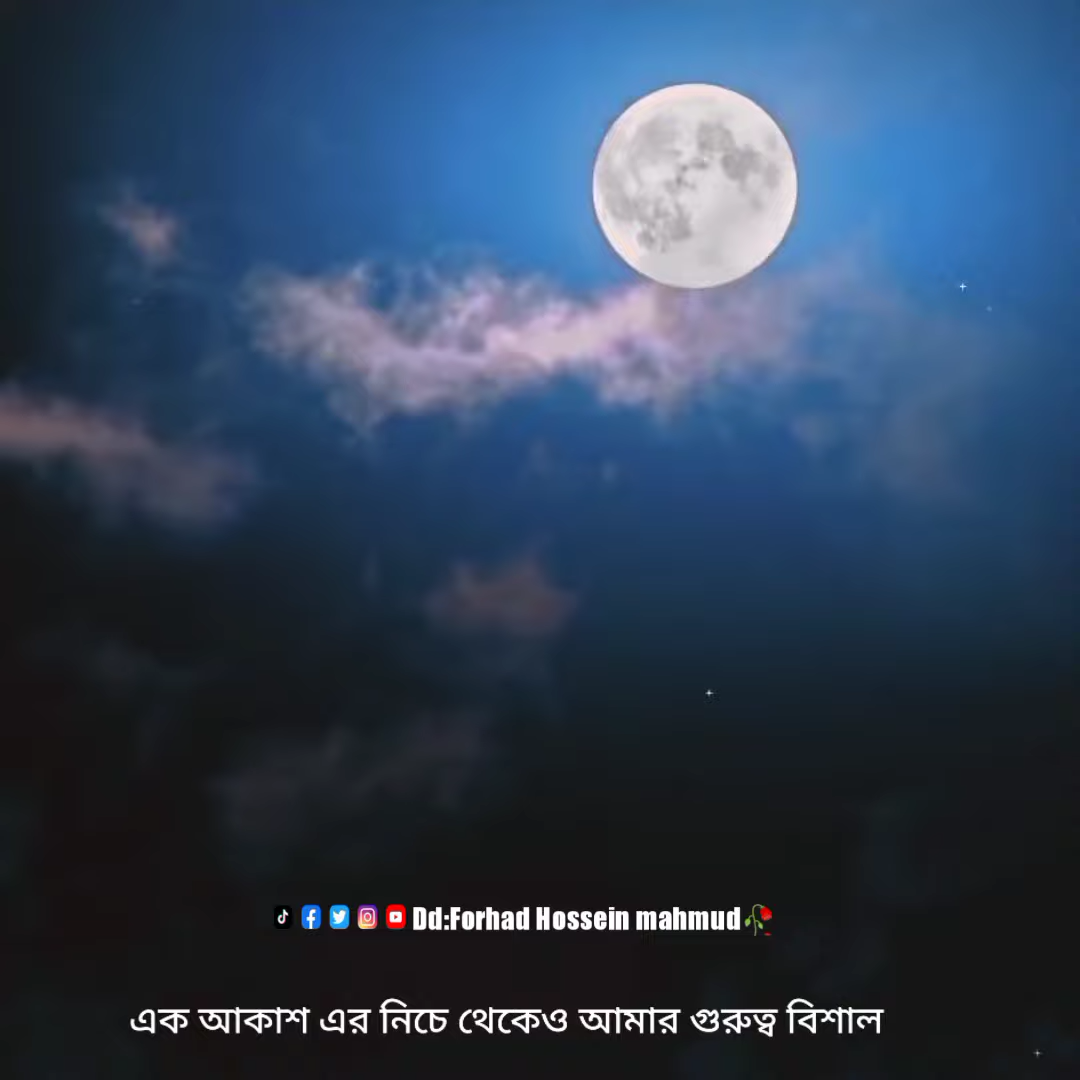 Dd:Forhad Hossein mahmud🥀
এক আকাশ এর নিচে থেকেও আমার গুরুত্ব বিশাল